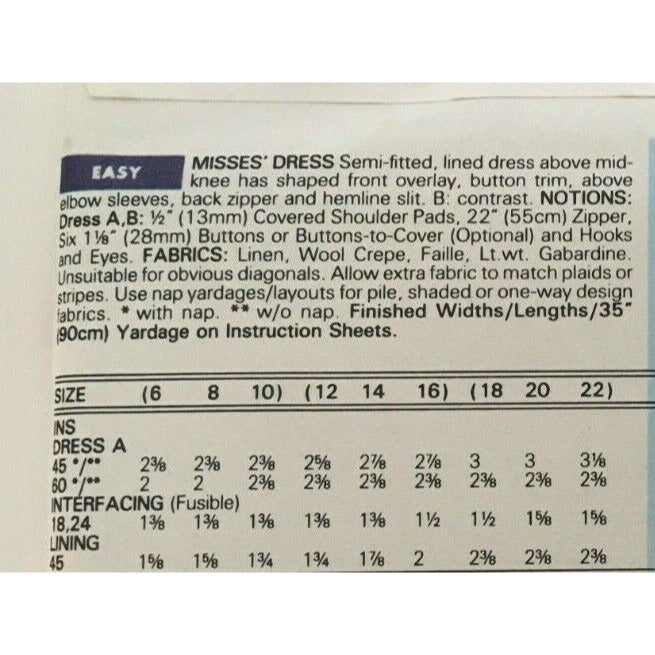 EASY MISSES' DRESS Semi-fitted, lined dress above mid-
knee has shaped front overlay, button trim, above
elbow sleeves, back zipper and hemline slit. B: contrast. NOTIONS:
Dress A,B: ½" (13mm) Covered Shoulder Pads, 22" (55cm) Zipper,
Six 1⅛" (28mm) Buttons or Buttons-to-Cover (Optional) and Hooks
and Eyes. FABRICS: Linen, Wool Crepe, Faille, Lt.wt. Gabardine.
Unsuitable for obvious diagonals. Allow extra fabric to match plaids or
stripes. Use nap yardages/layouts for pile, shaded or one-way design
fabrics. * with nap. ** w/o nap. Finished Widths/Lengths/35"
(90cm) Yardage on Instruction Sheets.
SIZE (6 8 10) (12 14 16) (18 20 22)
INS
DRESS A
45 */** 2⅜ 2⅜ 2⅜ 2⅝ 2⅞ 2⅞ 3 3 3⅛
60 */** 2 2 2⅜ 2⅜ 2⅜ 2⅜ 2⅜ 2⅜ 2⅜
INTERFACING (Fusible)
18,24 1⅜ 1⅜ 1⅜ 1⅜ 1⅜ 1½ 1½ 1⅝ 1⅝
LINING
45 1⅝ 1⅝ 1¾ 1¾ 1⅞ 2 2⅜ 2⅜ 2⅜